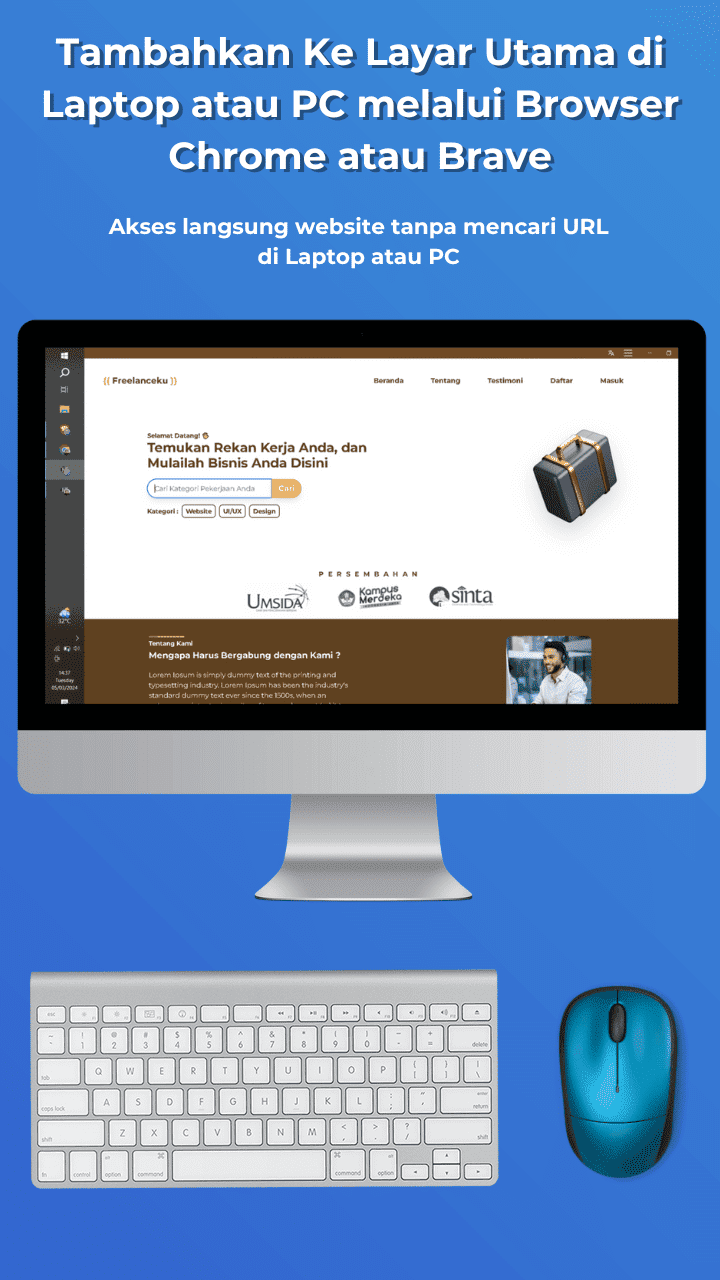 Tambahkan Ke Layar Utama di
Laptop atau PC melalui Browser
Chrome atau Brave
Akses langsung website tanpa mencari URL
di Laptop atau PC
(( Freelanceku ))
Beranda Tentang Testimoni Daftar Masuk
Selamat Datang!
Temukan Rekan Kerja Anda, dan
Mulailah Bisnis Anda Disini
Cari Kategori Pekerjaan Anda Cari
Kategori : Website UI/UX Design
PERSEMBAHAN
UMSIDA Kampus Merdeka sinta
Tentang Kami
Mengapa Harus Bergabung dengan Kami ?
Lorem Ipsum is simply dummy text of the printing and
typesetting industry. Lorem Ipsum has been the industry's
standard dummy text ever since the 1500s, when an
32°C
14:37
Tuesday
05/03/2024
esc
~ ! @ # $ % ^ & * ( ) - +
1 2 3 4 5 6 7 8 9 0 = delete
tab Q W E R T Y U I O P { [ } ] | \
caps lock A S D F G H J K L : ; " ' enter return
shift Z X C V B N M < , > . ? / shift
fn control alt option ⌘ command ⌘ command alt option